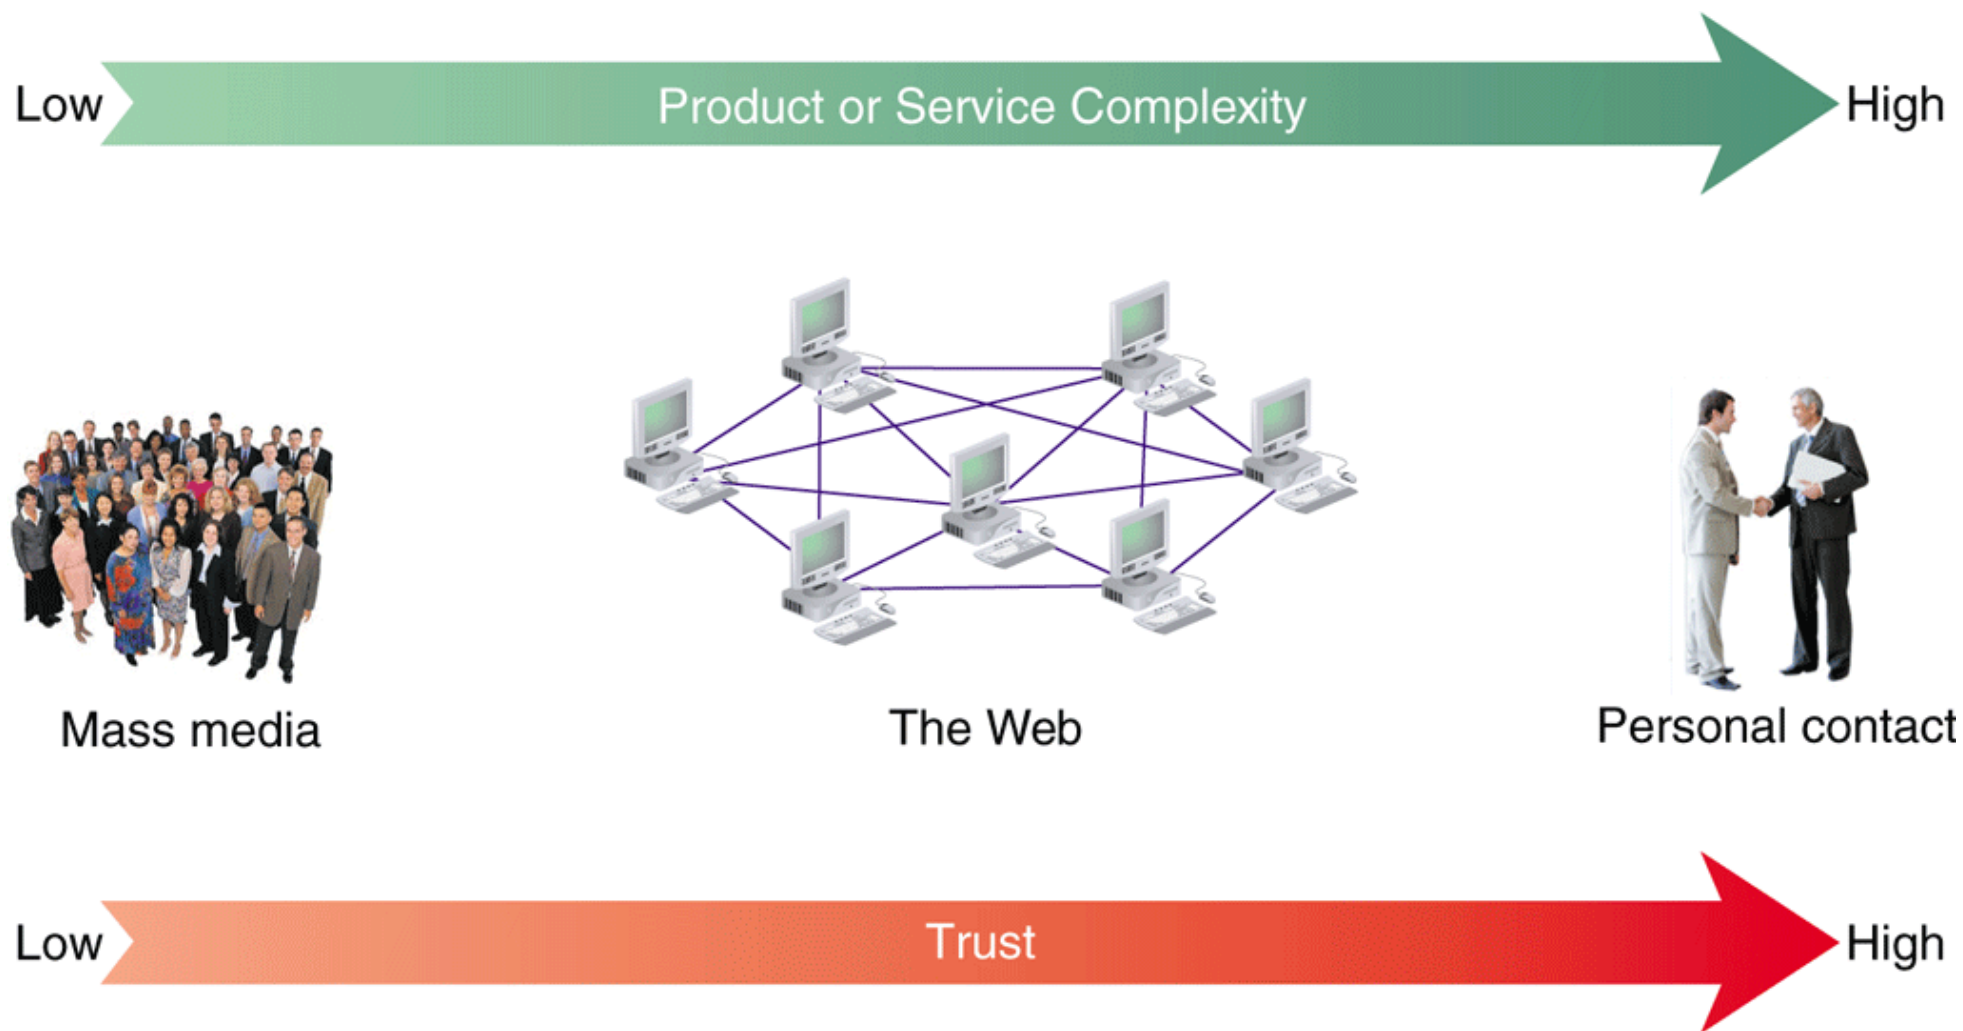 Low
Product or Service Complexity
High
Mass media
The Web
Personal contact
Low
Trust
High